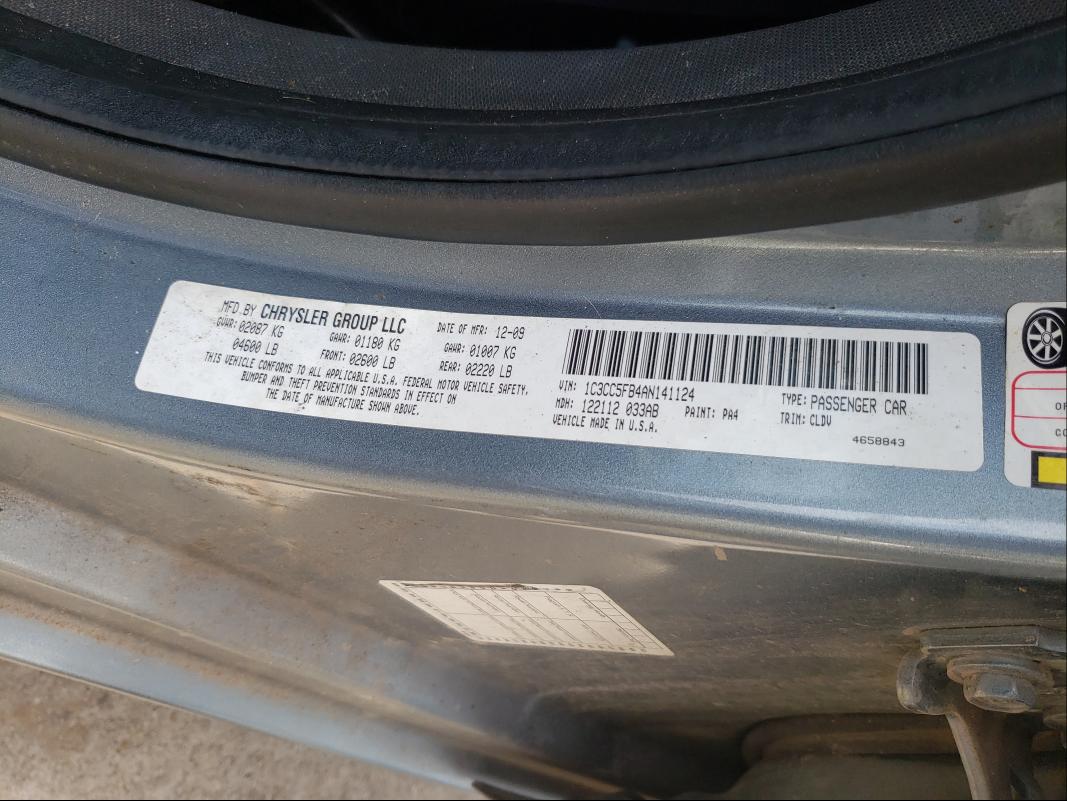 MFD BY CHRYSLER GROUP LLC DATE OF MFR: 12-09
GVWR: 02087 KG GAWR: 01180 KG GAWR: 01007 KG
04600 LB FRONT: 02600 LB REAR: 02220 LB
THIS VEHICLE CONFORMS TO ALL APPLICABLE U.S.A. FEDERAL MOTOR VEHICLE SAFETY,
BUMPER AND THEFT PREVENTION STANDARDS IN EFFECT ON
THE DATE OF MANUFACTURE SHOWN ABOVE.
VIN: 1C3CC5FB4AN141124 TYPE: PASSENGER CAR
MDH: 122112 033AB PAINT: PA4 TRIM: CLDV
VEHICLE MADE IN U.S.A.
4658843